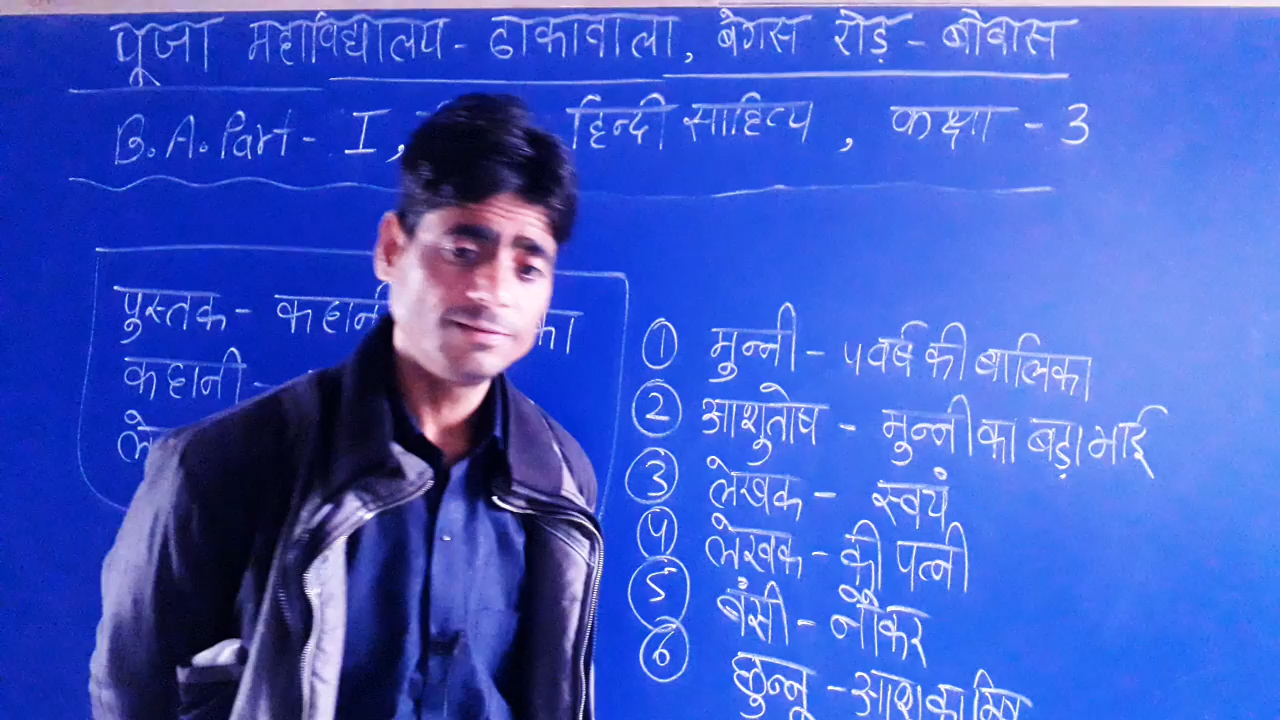 पूजा महाविद्यालय - ढाकावाला, बेगस रोड़ - बोबास
B. A. Part - I, हिन्दी साहित्य, कक्षा - 3
पुस्तक - कहानी का
कहानी -
① मुन्नी - 5 वर्ष की बालिका
② आशुतोष - मुन्नी का बड़ा भाई
③ लेखक - स्वयं
④ लेखक - की पत्नी
⑤ बंसी - नौकर
⑥ छुन्नू - आशु का